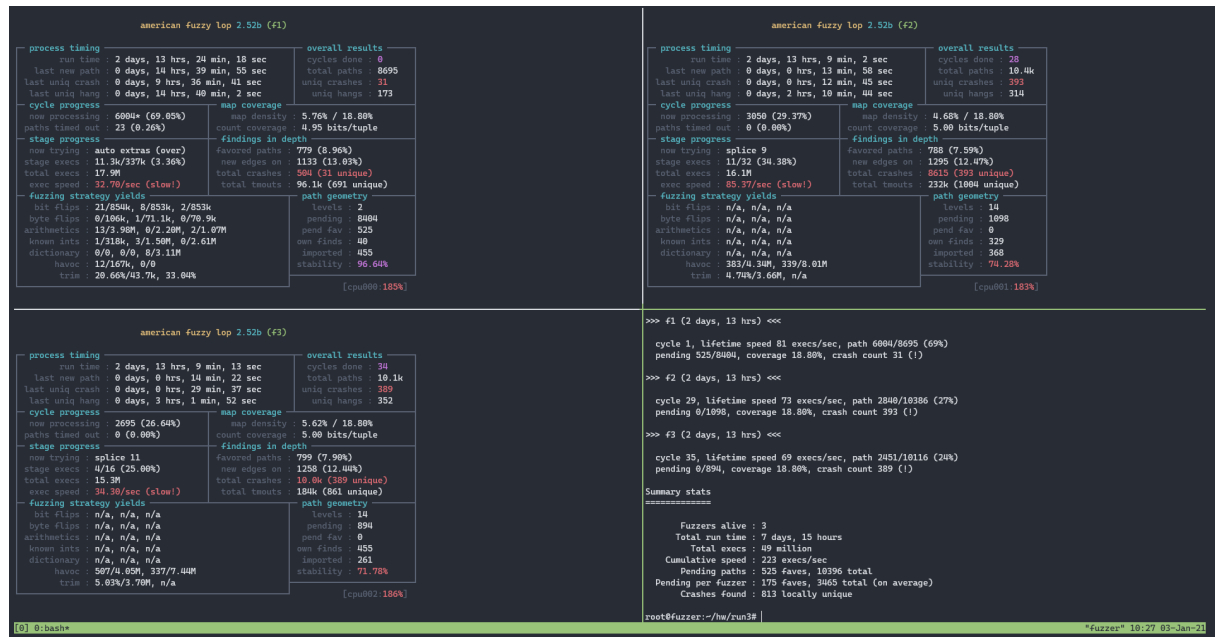 american fuzzy lop 2.52b (f1)
process timing overall results
run time : 2 days, 13 hrs, 24 min, 18 sec cycles done : 0
last new path : 0 days, 14 hrs, 39 min, 55 sec total paths : 8695
last uniq crash : 0 days, 9 hrs, 36 min, 41 sec uniq crashes : 31
last uniq hang : 0 days, 14 hrs, 40 min, 2 sec uniq hangs : 173
cycle progress map coverage
now processing : 6004* (69.05%) map density : 5.76% / 18.80%
paths timed out : 23 (0.26%) count coverage : 4.95 bits/tuple
stage progress findings in depth
now trying : auto extras (over) favored paths : 779 (8.96%)
stage execs : 11.3k/337k (3.36%) new edges on : 1133 (13.03%)
total execs : 17.9M total crashes : 504 (31 unique)
exec speed : 32.70/sec (slow!) total tmouts : 96.1k (691 unique)
fuzzing strategy yields path geometry
bit flips : 21/854k, 8/853k, 2/853k levels : 2
byte flips : 0/106k, 1/71.1k, 0/70.9k pending : 8404
arithmetics : 13/3.98M, 0/2.20M, 2/1.07M pend fav : 525
known ints : 1/318k, 3/1.50M, 0/2.61M own finds : 40
dictionary : 0/0, 0/0, 8/3.11M imported : 455
havoc : 12/167k, 0/0 stability : 96.64%
trim : 20.66%/43.7k, 33.04%
[cpu000:185%]
american fuzzy lop 2.52b (f2)
process timing overall results
run time : 2 days, 13 hrs, 9 min, 2 sec cycles done : 28
last new path : 0 days, 0 hrs, 13 min, 58 sec total paths : 10.4k
last uniq crash : 0 days, 0 hrs, 12 min, 45 sec uniq crashes : 393
last uniq hang : 0 days, 2 hrs, 10 min, 44 sec uniq hangs : 314
cycle progress map coverage
now processing : 3050 (29.37%) map density : 4.68% / 18.80%
paths timed out : 0 (0.00%) count coverage : 5.00 bits/tuple
stage progress findings in depth
now trying : splice 9 favored paths : 788 (7.59%)
stage execs : 11/32 (34.38%) new edges on : 1295 (12.47%)
total execs : 16.1M total crashes : 8615 (393 unique)
exec speed : 85.37/sec (slow!) total tmouts : 232k (1004 unique)
fuzzing strategy yields path geometry
bit flips : n/a, n/a, n/a levels : 14
byte flips : n/a, n/a, n/a pending : 1098
arithmetics : n/a, n/a, n/a pend fav : 0
known ints : n/a, n/a, n/a own finds : 329
dictionary : n/a, n/a, n/a imported : 368
havoc : 383/4.34M, 339/8.01M stability : 74.28%
trim : 4.74%/3.66M, n/a
[cpu001:183%]
american fuzzy lop 2.52b (f3)
process timing overall results
run time : 2 days, 13 hrs, 9 min, 13 sec cycles done : 34
last new path : 0 days, 0 hrs, 14 min, 22 sec total paths : 10.1k
last uniq crash : 0 days, 0 hrs, 29 min, 37 sec uniq crashes : 389
last uniq hang : 0 days, 3 hrs, 1 min, 52 sec uniq hangs : 352
cycle progress map coverage
now processing : 2695 (26.64%) map density : 5.62% / 18.80%
paths timed out : 0 (0.00%) count coverage : 5.00 bits/tuple
stage progress findings in depth
now trying : splice 11 favored paths : 799 (7.90%)
stage execs : 4/16 (25.00%) new edges on : 1258 (12.44%)
total execs : 15.3M total crashes : 10.0k (389 unique)
exec speed : 34.30/sec (slow!) total tmouts : 184k (861 unique)
fuzzing strategy yields path geometry
bit flips : n/a, n/a, n/a levels : 14
byte flips : n/a, n/a, n/a pending : 894
arithmetics : n/a, n/a, n/a pend fav : 0
known ints : n/a, n/a, n/a own finds : 455
dictionary : n/a, n/a, n/a imported : 261
havoc : 507/4.05M, 337/7.44M stability : 71.78%
trim : 5.03%/3.70M, n/a
[cpu002:186%]
>>> f1 (2 days, 13 hrs) <<<
cycle 1, lifetime speed 81 execs/sec, path 6004/8695 (69%)
pending 525/8404, coverage 18.80%, crash count 31 (!)
>>> f2 (2 days, 13 hrs) <<<
cycle 29, lifetime speed 73 execs/sec, path 2840/10386 (27%)
pending 0/1098, coverage 18.80%, crash count 393 (!)
>>> f3 (2 days, 13 hrs) <<<
cycle 35, lifetime speed 69 execs/sec, path 2451/10116 (24%)
pending 0/894, coverage 18.80%, crash count 389 (!)
Summary stats
=============
Fuzzers alive : 3
Total run time : 7 days, 15 hours
Total execs : 49 million
Cumulative speed : 223 execs/sec
Pending paths : 525 faves, 10396 total
Pending per fuzzer : 175 faves, 3465 total (on average)
Crashes found : 813 locally unique
root@fuzzer:~/hw/run3#
[0] 0:bash* "fuzzer" 10:27 03-Jan-21